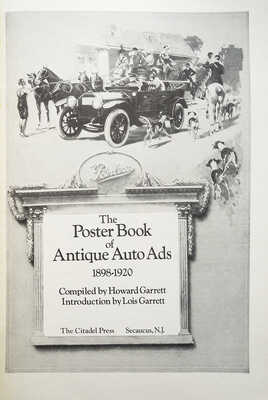 Packard
The
Poster Book
of
Antique Auto Ads
1898-1920
Compiled by Howard Garrett
Introduction by Lois Garrett
The Citadel Press Secaucus, N.J.